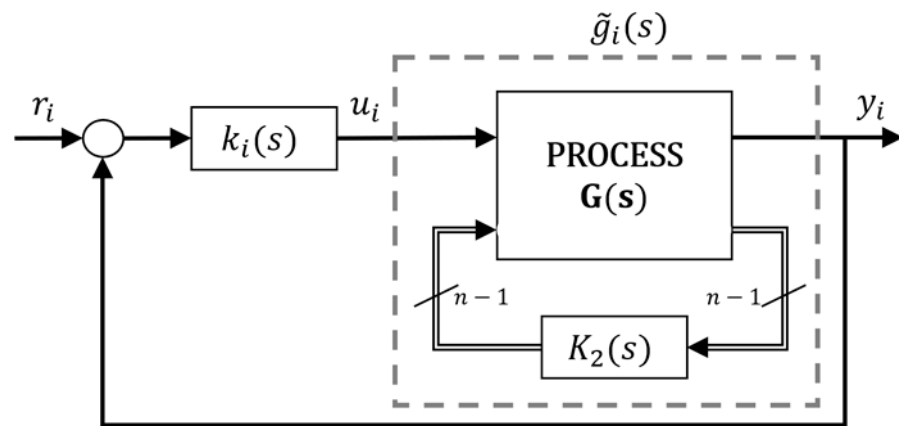 g̃ᵢ(s)
rᵢ
kᵢ(s)
uᵢ
PROCESS
G(s)
yᵢ
n − 1
n − 1
K₂(s)